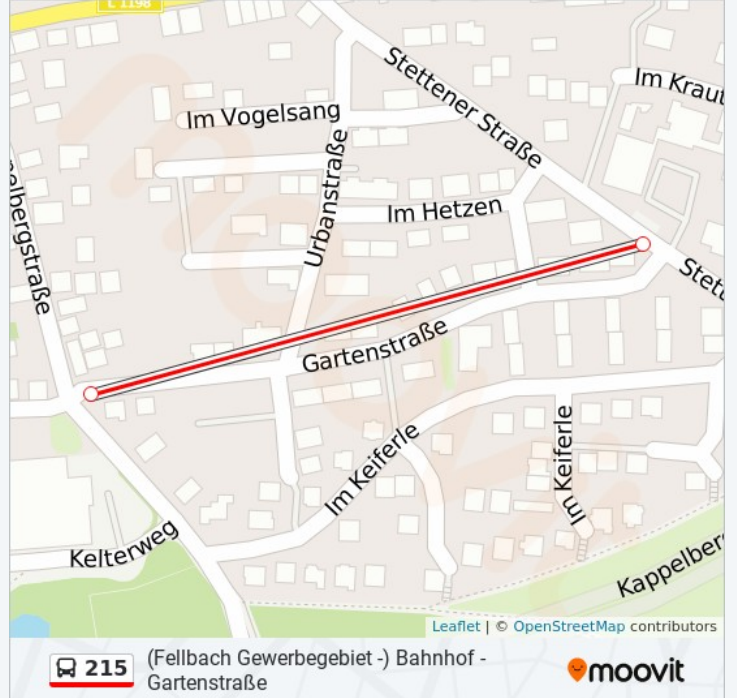 L 1198
Stettener Straße
Im Kraut
Im Vogelsang
Urbanstraße
Im Hetzen
elbergstraße
Stett
Gartenstraße
Im Keiferle
Im Keiferle
Kelterweg
Kappelber
Leaflet | © OpenStreetMap contributors
215
(Fellbach Gewerbegebiet -) Bahnhof -
Gartenstraße
moovit